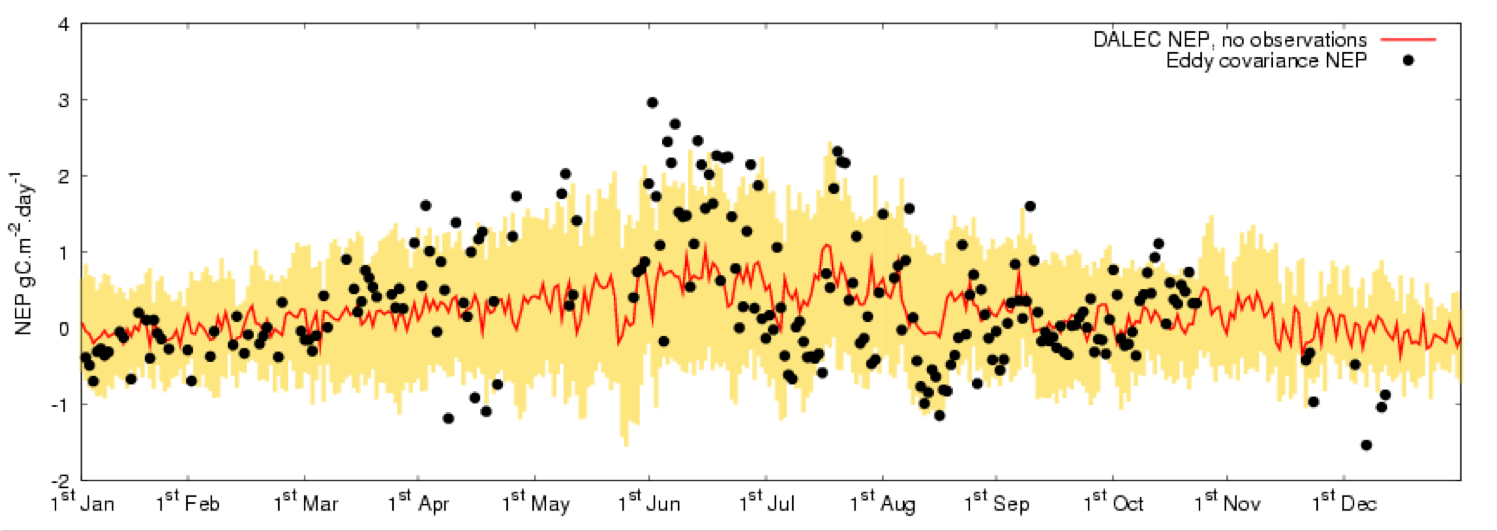 4
3
2
1
0
-1
-2
NEP gC.m-2.day-1
DALEC NEP, no observations
Eddy covariance NEP
1st Jan 1st Feb 1st Mar 1st Apr 1st May 1st Jun 1st Jul 1st Aug 1st Sep 1st Oct 1st Nov 1st Dec